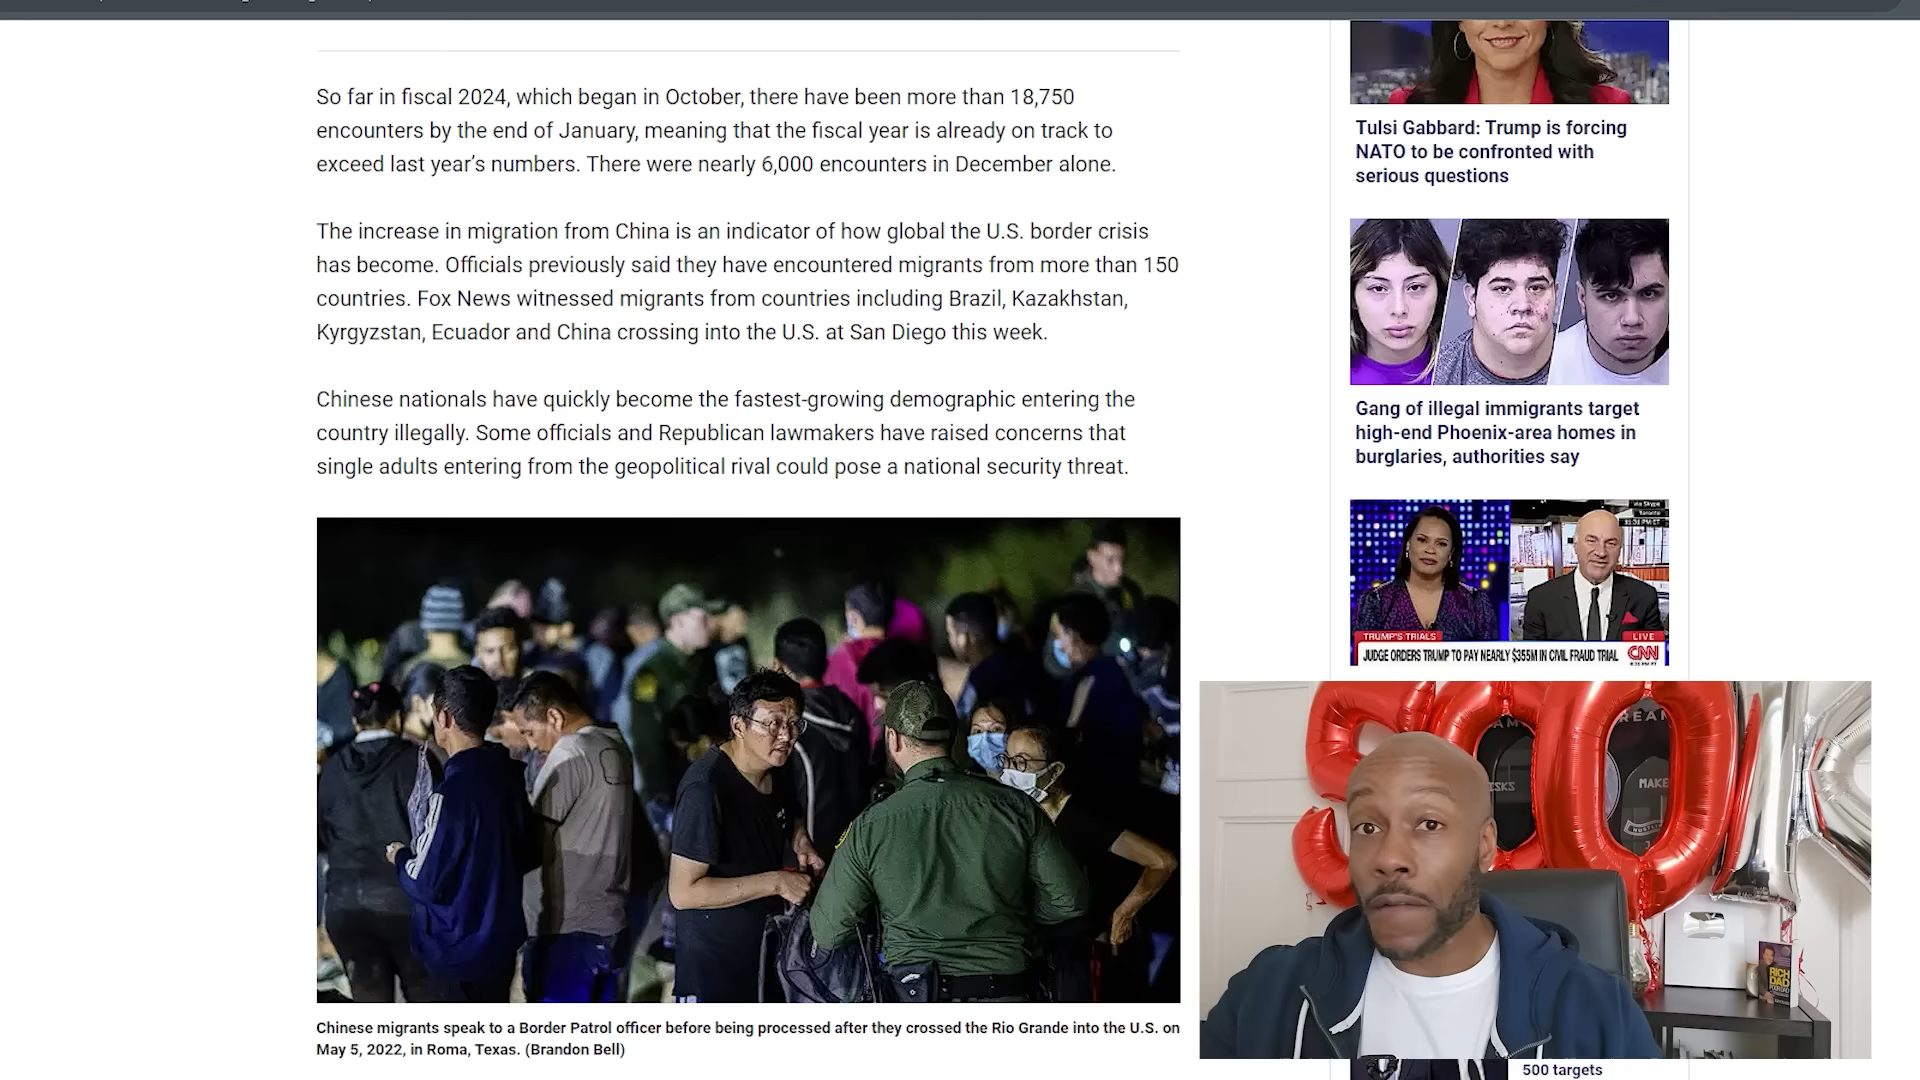 So far in fiscal 2024, which began in October, there have been more than 18,750
encounters by the end of January, meaning that the fiscal year is already on track to
exceed last year’s numbers. There were nearly 6,000 encounters in December alone.
The increase in migration from China is an indicator of how global the U.S. border crisis
has become. Officials previously said they have encountered migrants from more than 150
countries. Fox News witnessed migrants from countries including Brazil, Kazakhstan,
Kyrgyzstan, Ecuador and China crossing into the U.S. at San Diego this week.
Chinese nationals have quickly become the fastest-growing demographic entering the
country illegally. Some officials and Republican lawmakers have raised concerns that
single adults entering from the geopolitical rival could pose a national security threat.
Chinese migrants speak to a Border Patrol officer before being processed after they crossed the Rio Grande into the U.S. on
May 5, 2022, in Roma, Texas. (Brandon Bell)
Tulsi Gabbard: Trump is forcing
NATO to be confronted with
serious questions
Gang of illegal immigrants target
high-end Phoenix-area homes in
burglaries, authorities say
via Skype
Toronto
TRUMP'S TRIALS
LIVE
JUDGE ORDERS TRUMP TO PAY NEARLY $355M IN CIVIL FRAUD TRIAL
CNN
500K
MAKE
RICH
DAD
500 targets